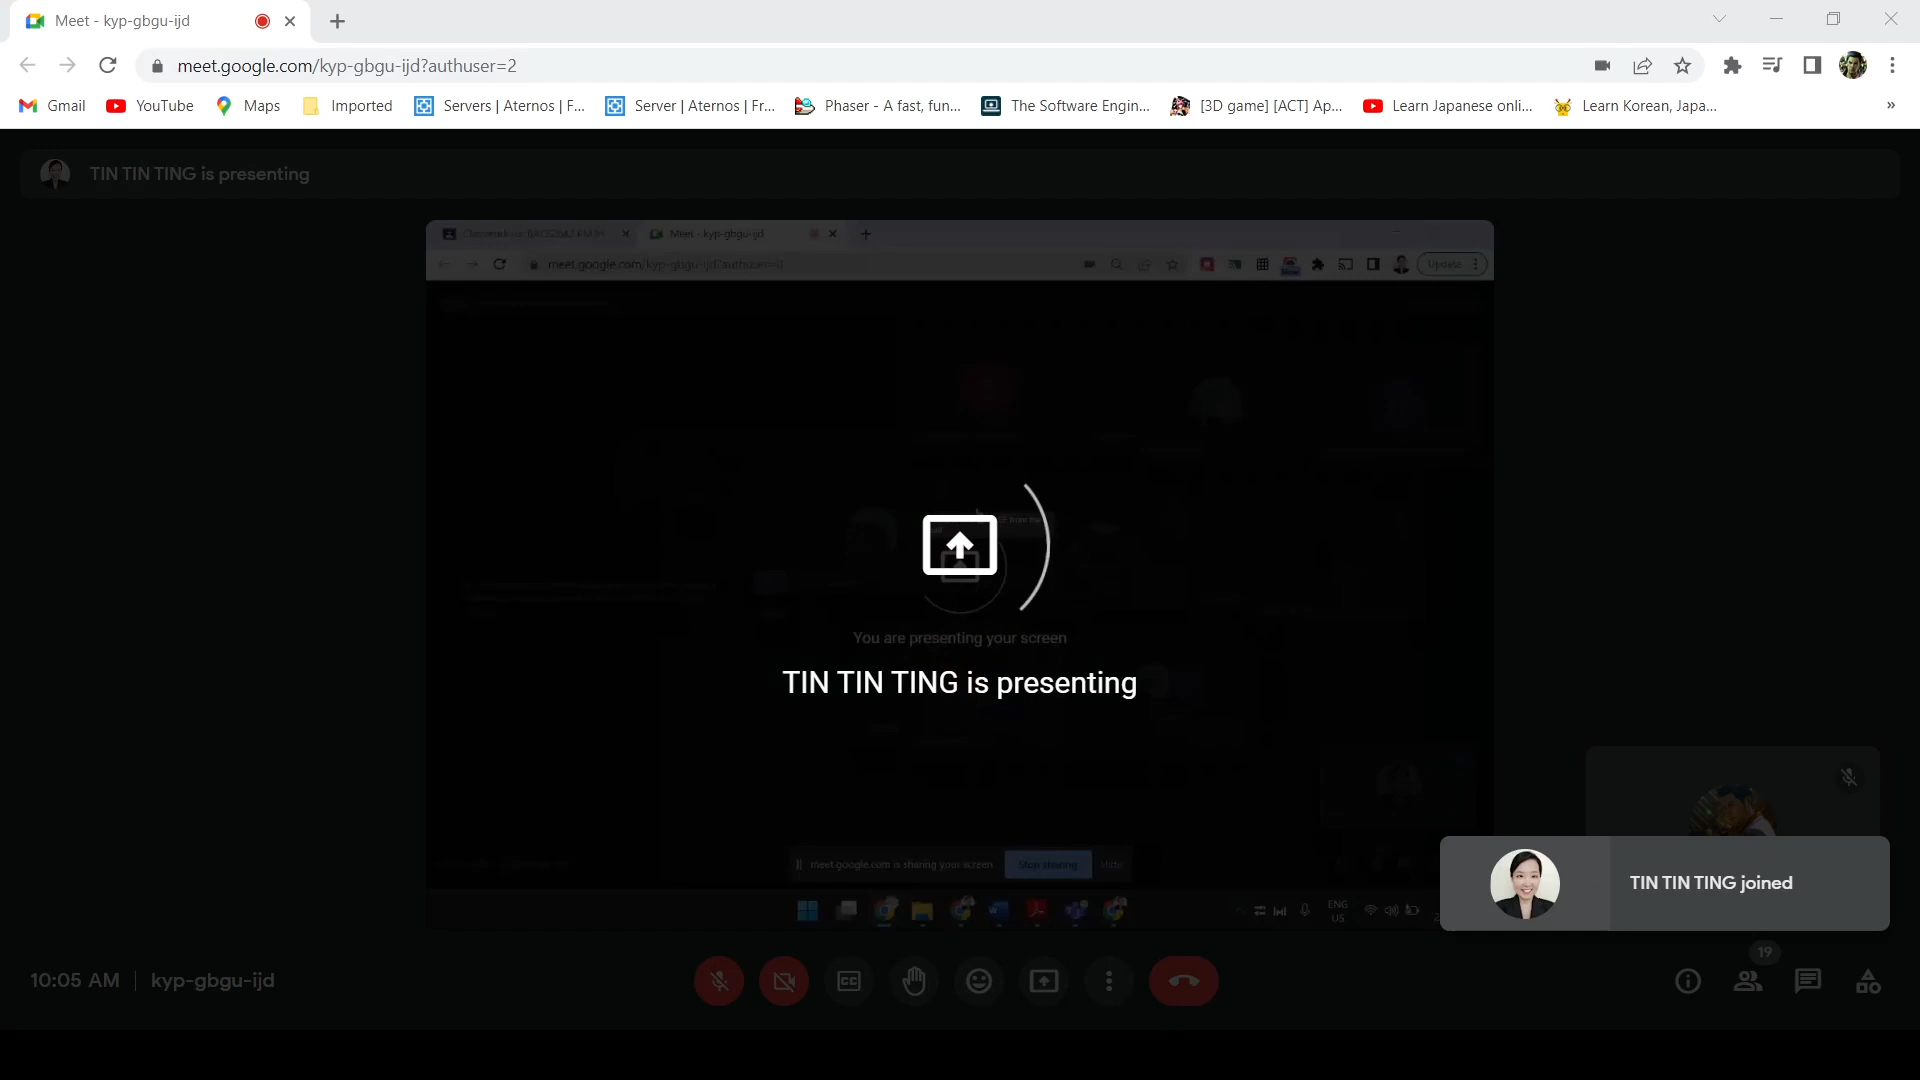 Meet - kyp-gbgu-ijd
meet.google.com/kyp-gbgu-ijd?authuser=2
Gmail
YouTube
Maps
Imported
Servers | Aternos | F...
Server | Aternos | Fr...
Phaser - A fast, fun...
The Software Engin...
[3D game] [ACT] Ap...
Learn Japanese onli...
Learn Korean, Japa...
»
TIN TIN TING is presenting
Meet - kyp-gbgu-ijd
meet.google.com/kyp-gbgu-ijd?authuser=0
Update
You are presenting your screen
TIN TIN TING is presenting
meet.google.com is sharing your screen
Stop sharing
Hide
ENG
US
TIN TIN TING joined
10:05 AM | kyp-gbgu-ijd
CC
19